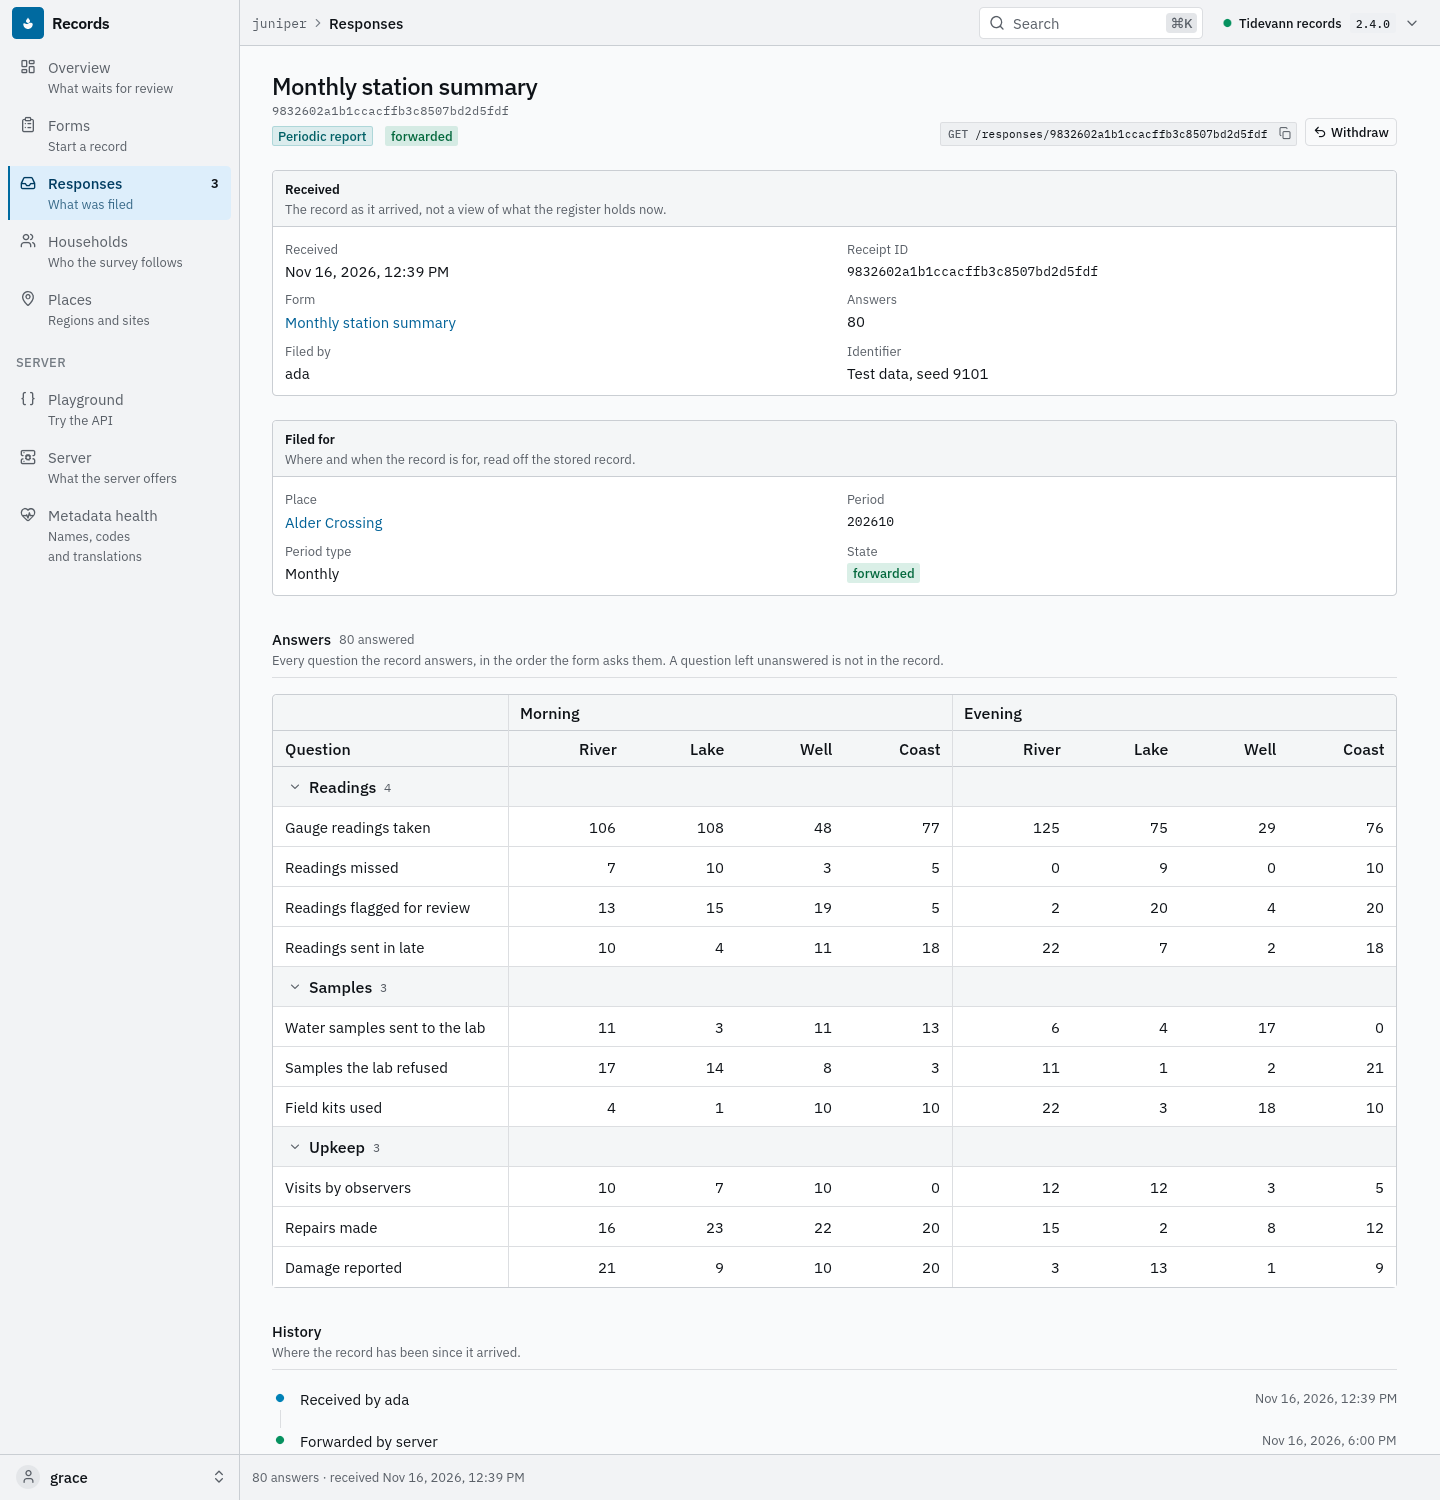 Records
Overview
What waits for review
Forms
Start a record
Responses 3
What was filed
Households
Who the survey follows
Places
Regions and sites
SERVER
Playground
Try the API
Server
What the server offers
Metadata health
Names, codes
and translations
grace
juniper > Responses
Search ⌘K
Tidevann records 2.4.0
Monthly station summary
9832602a1b1ccacffb3c8507bd2d5fdf
Periodic report forwarded
GET /responses/9832602a1b1ccacffb3c8507bd2d5fdf
Withdraw
Received
The record as it arrived, not a view of what the register holds now.
Received Receipt ID
Nov 16, 2026, 12:39 PM 9832602a1b1ccacffb3c8507bd2d5fdf
Form Answers
Monthly station summary 80
Filed by Identifier
ada Test data, seed 9101
Filed for
Where and when the record is for, read off the stored record.
Place Period
Alder Crossing 202610
Period type State
Monthly forwarded
Answers 80 answered
Every question the record answers, in the order the form asks them. A question left unanswered is not in the record.
Morning Evening
Question River Lake Well Coast River Lake Well Coast
Readings 4
Gauge readings taken 106 108 48 77 125 75 29 76
Readings missed 7 10 3 5 0 9 0 10
Readings flagged for review 13 15 19 5 2 20 4 20
Readings sent in late 10 4 11 18 22 7 2 18
Samples 3
Water samples sent to the lab 11 3 11 13 6 4 17 0
Samples the lab refused 17 14 8 3 11 1 2 21
Field kits used 4 1 10 10 22 3 18 10
Upkeep 3
Visits by observers 10 7 10 0 12 12 3 5
Repairs made 16 23 22 20 15 2 8 12
Damage reported 21 9 10 20 3 13 1 9
History
Where the record has been since it arrived.
Received by ada Nov 16, 2026, 12:39 PM
Forwarded by server Nov 16, 2026, 6:00 PM
80 answers · received Nov 16, 2026, 12:39 PM